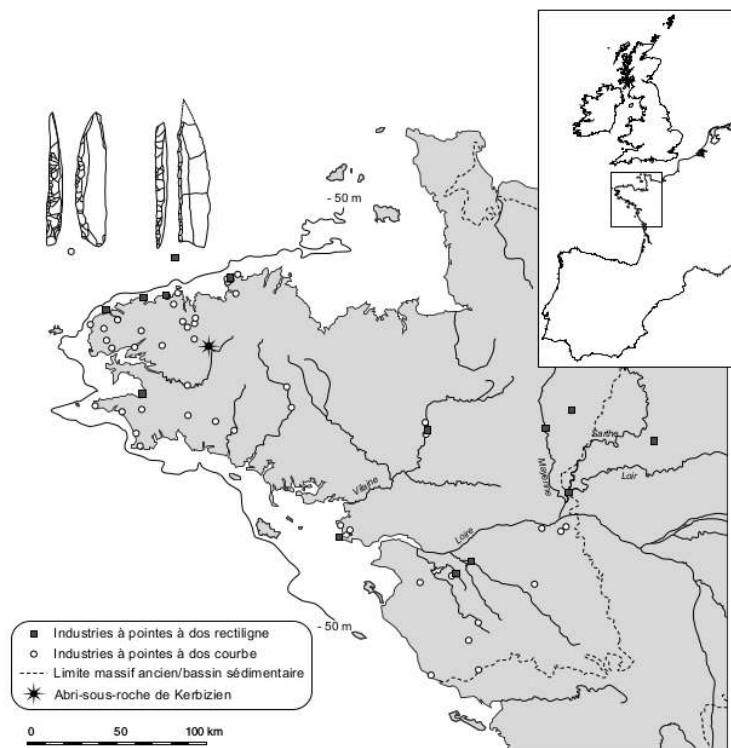 - 50 m
Sarthe
Mayenne
Loir
Vilaine
Loire
- 50 m
Industries à pointes à dos rectiligne
Industries à pointes à dos courbe
Limite massif ancien/bassin sédimentaire
Abri-sous-roche de Kerbizien
0 50 100 km